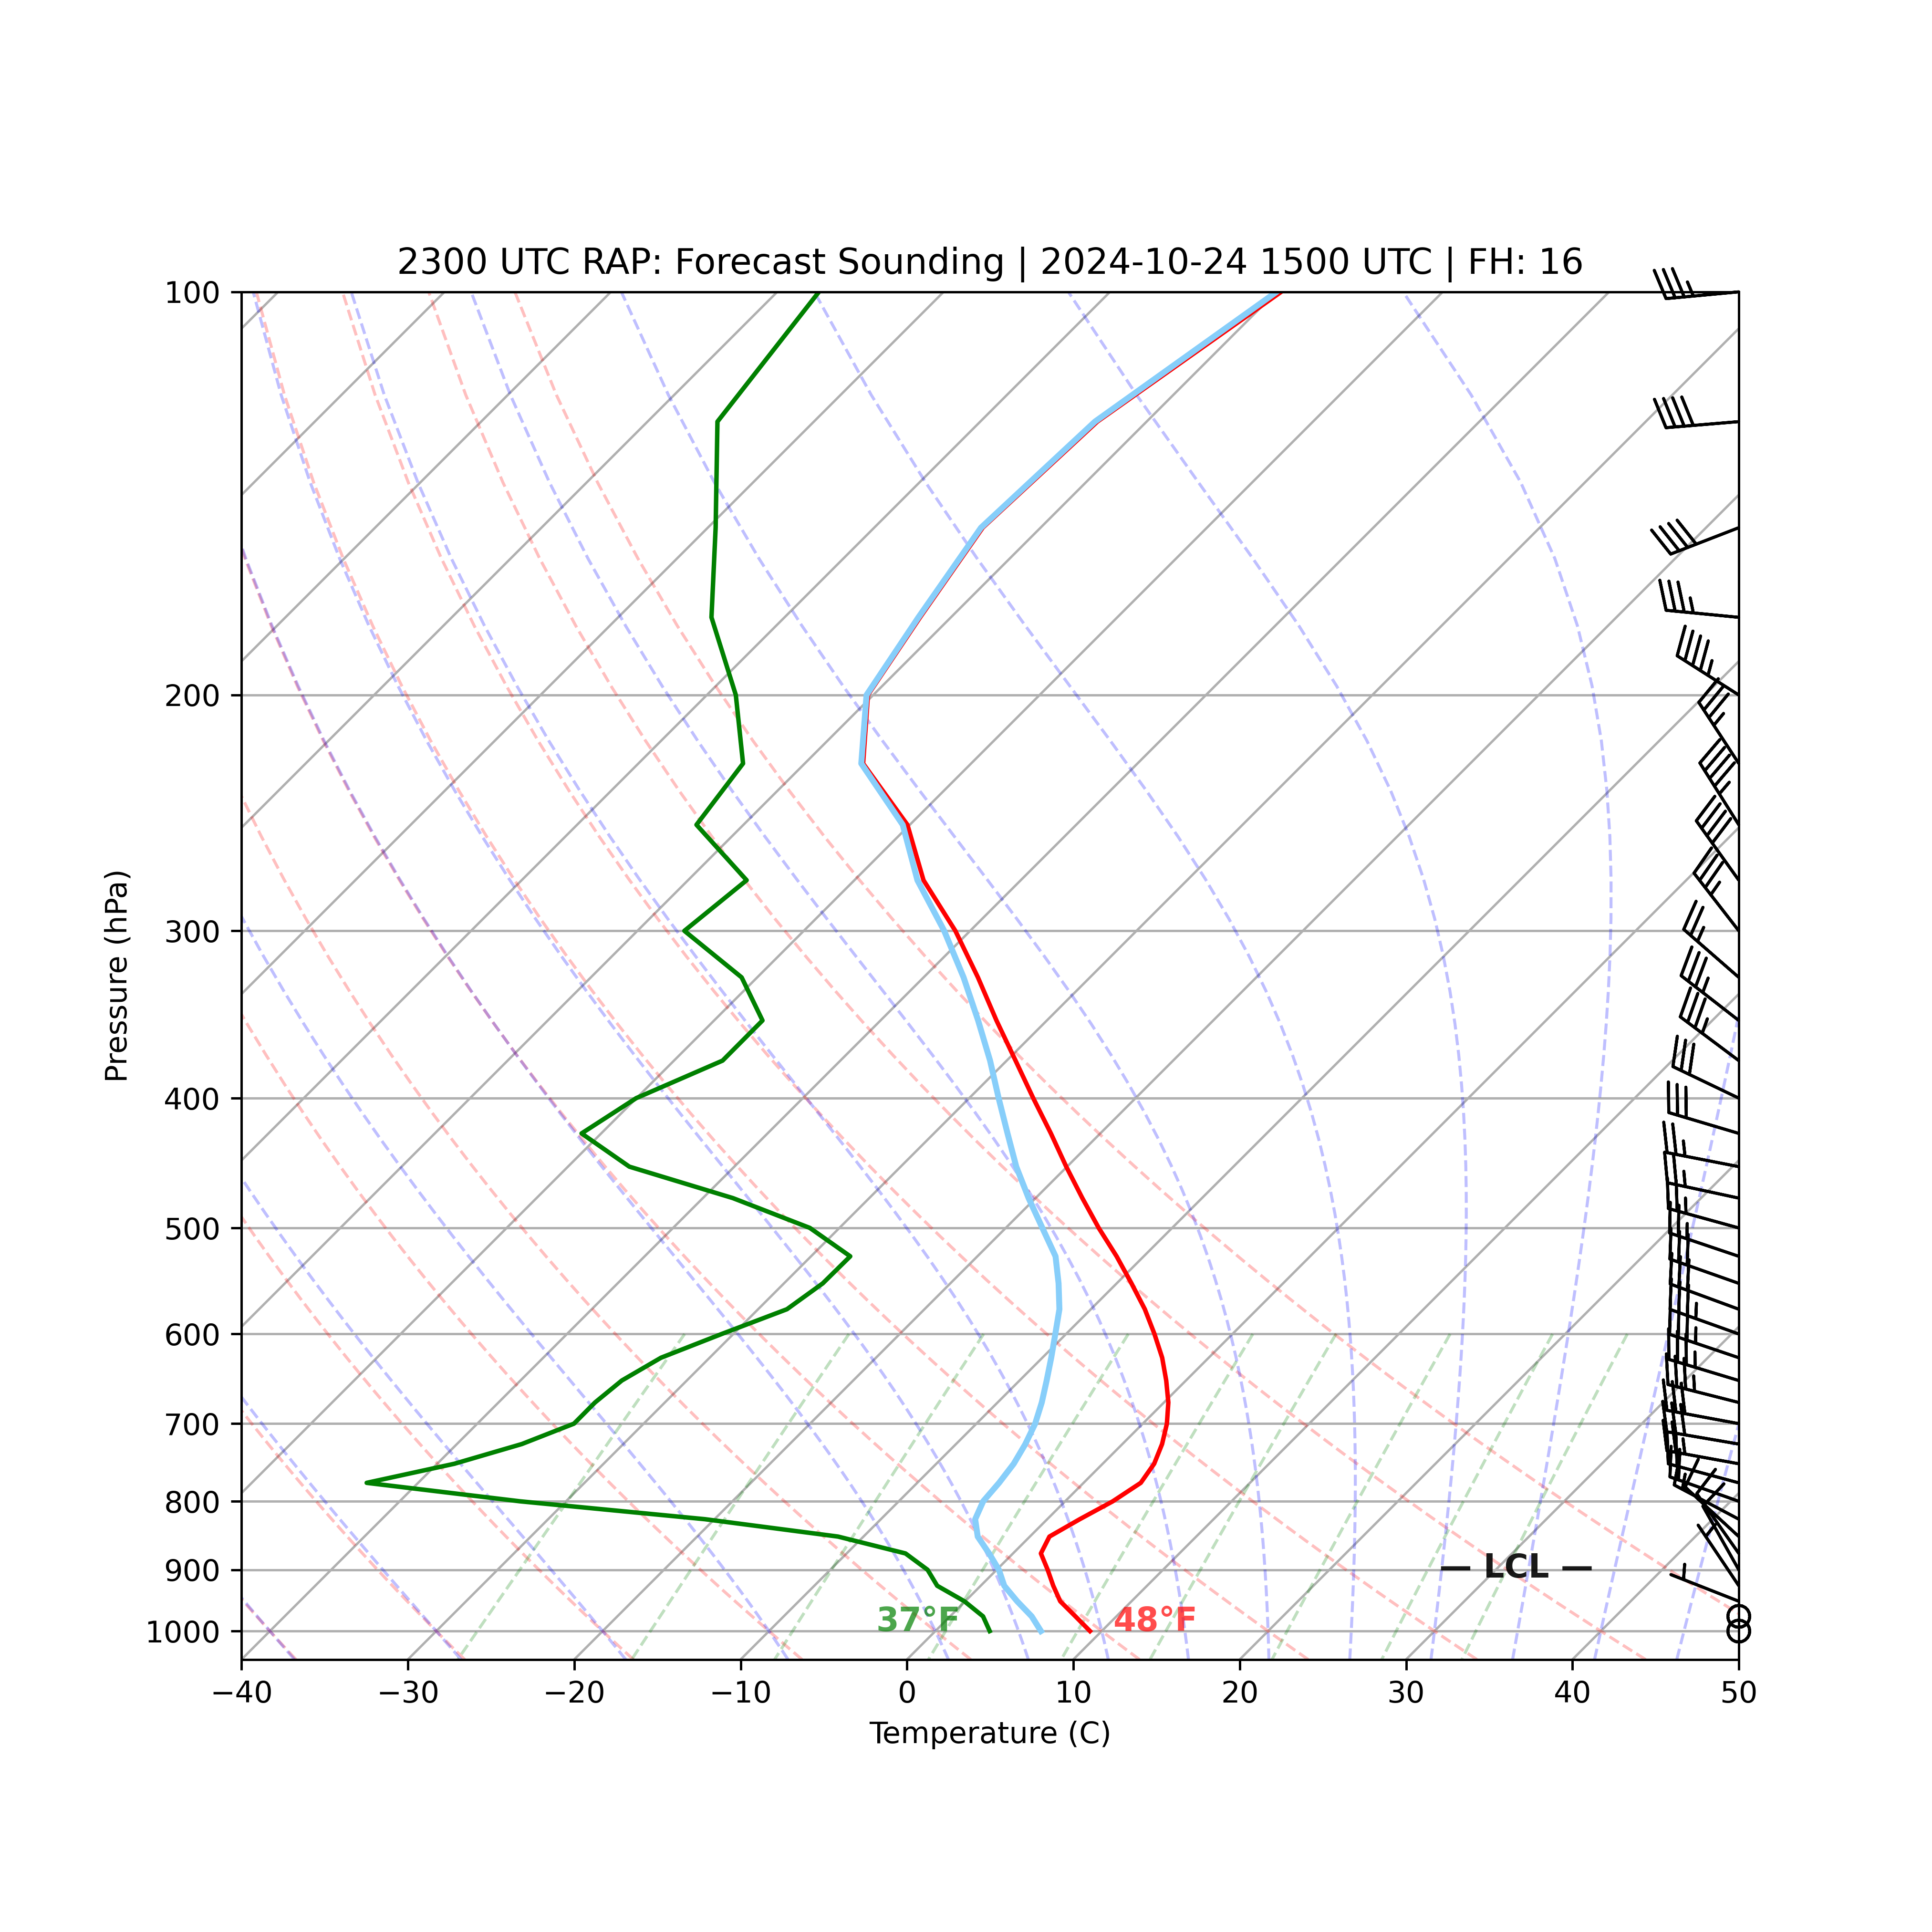 2300 UTC RAP: Forecast Sounding | 2024-10-24 1500 UTC | FH: 16
100
200
300
400
500
600
700
800
900
1000
Pressure (hPa)
— LCL —
37°F
48°F
−40 −30 −20 −10 0 10 20 30 40 50
Temperature (C)